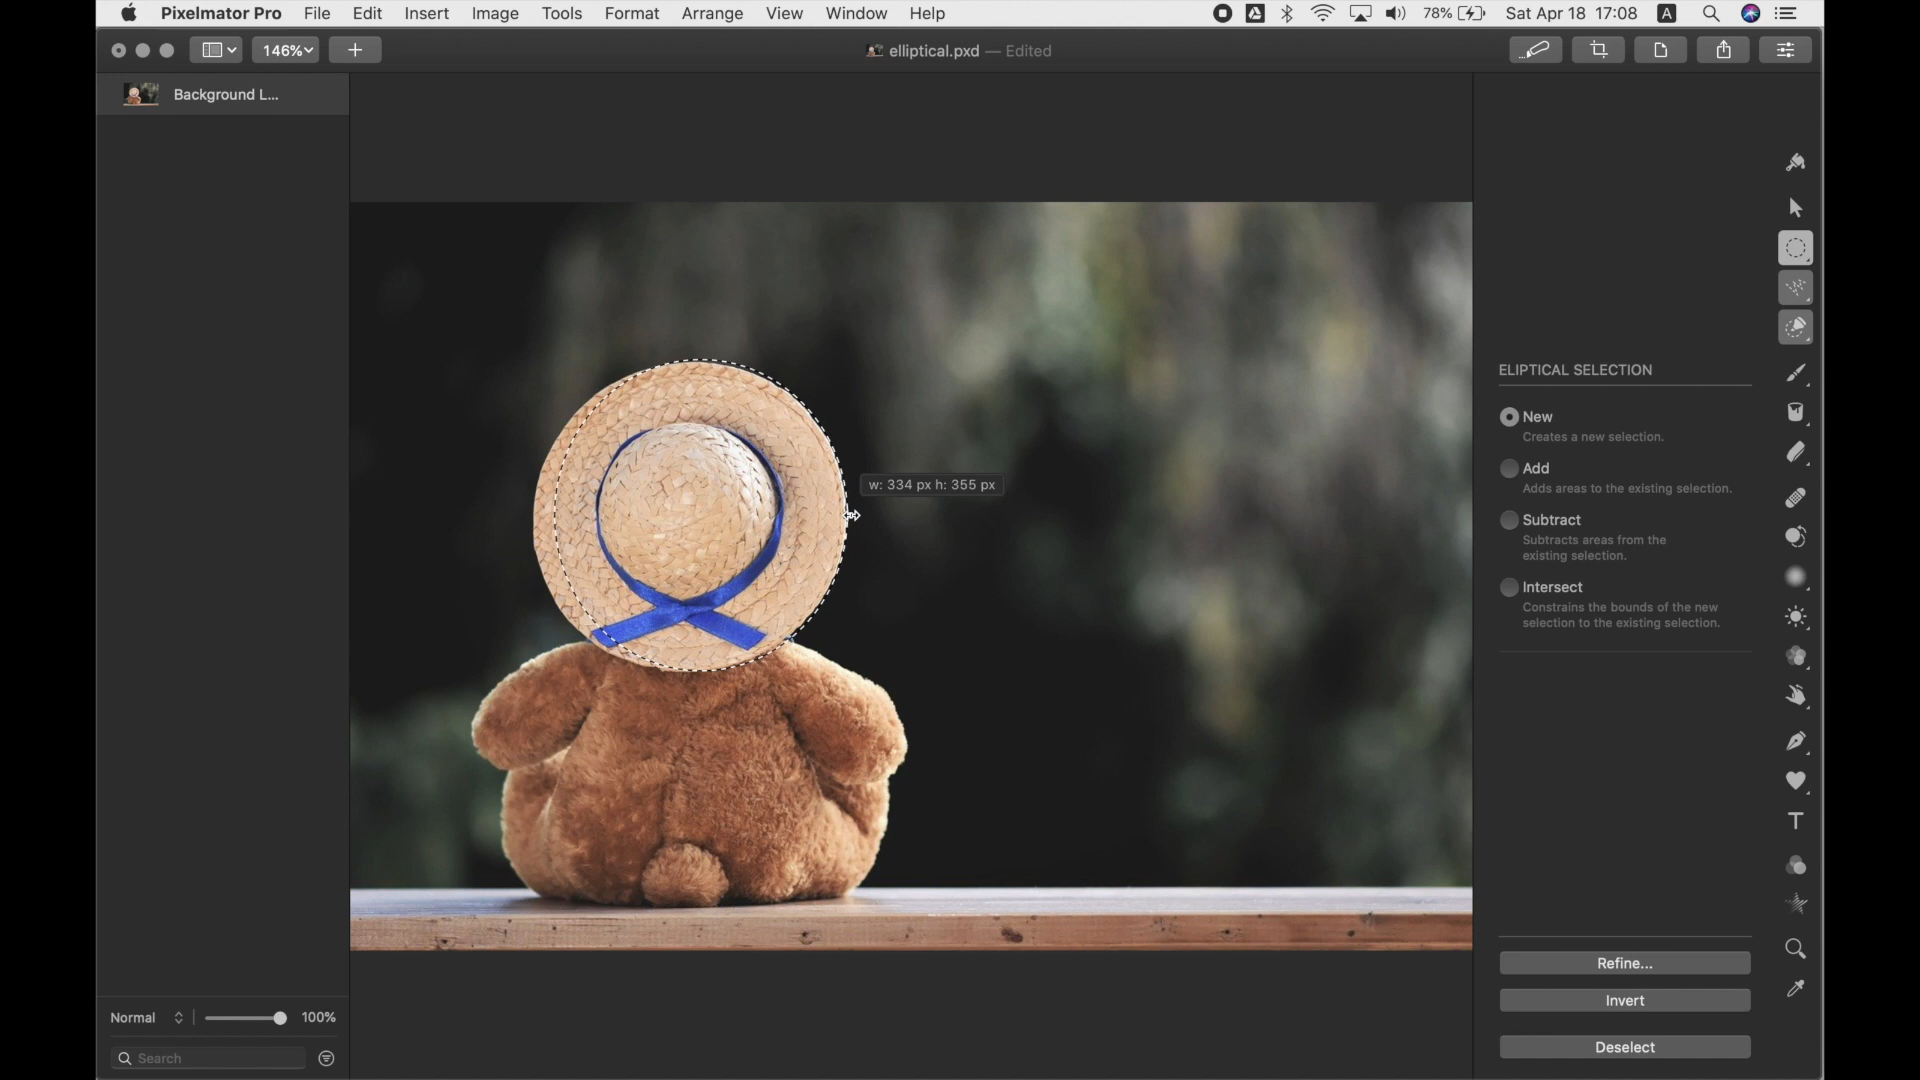 Pixelmator Pro File Edit Insert Image Tools Format Arrange View Window Help 78% Sat Apr 18 17:08 A
146% elliptical.pxd — Edited
Background L...
w: 334 px h: 355 px
ELIPTICAL SELECTION
New
Creates a new selection.
Add
Adds areas to the existing selection.
Subtract
Subtracts areas from the
existing selection.
Intersect
Constrains the bounds of the new
selection to the existing selection.
T
Refine...
Invert
Deselect
Normal 100%
Search